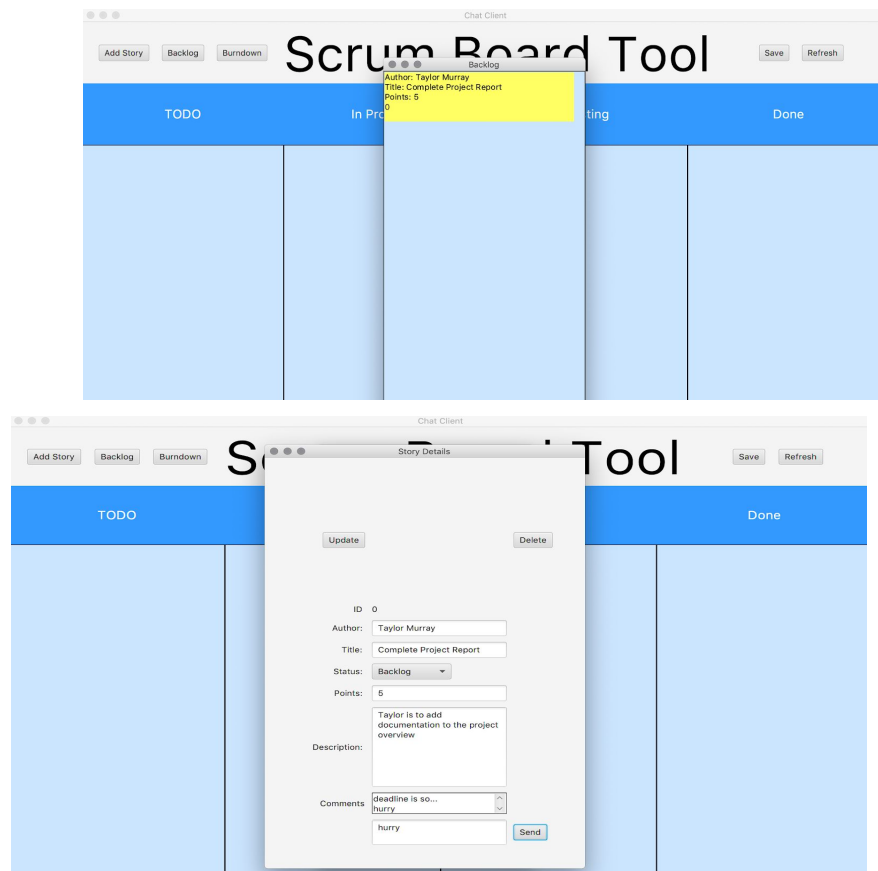 Chat Client
Add Story Backlog Burndown Scrum Board Tool Save Refresh
Backlog
Author: Taylor Murray
Title: Complete Project Report
Points: 5
0
TODO In Pro ting Done
Chat Client
Add Story Backlog Burndown Tool Save Refresh
Story Details
TODO Done
Update Delete
ID 0
Author: Taylor Murray
Title: Complete Project Report
Status: Backlog
Points: 5
Description: Taylor is to add
documentation to the project
overview
Comments deadline is so...
hurry
hurry Send